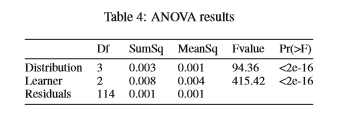 Table 4: ANOVA results
Df SumSq MeanSq Fvalue Pr(>F)
Distribution 3 0.003 0.001 94.36 <2e-16
Learner 2 0.008 0.004 415.42 <2e-16
Residuals 114 0.001 0.001